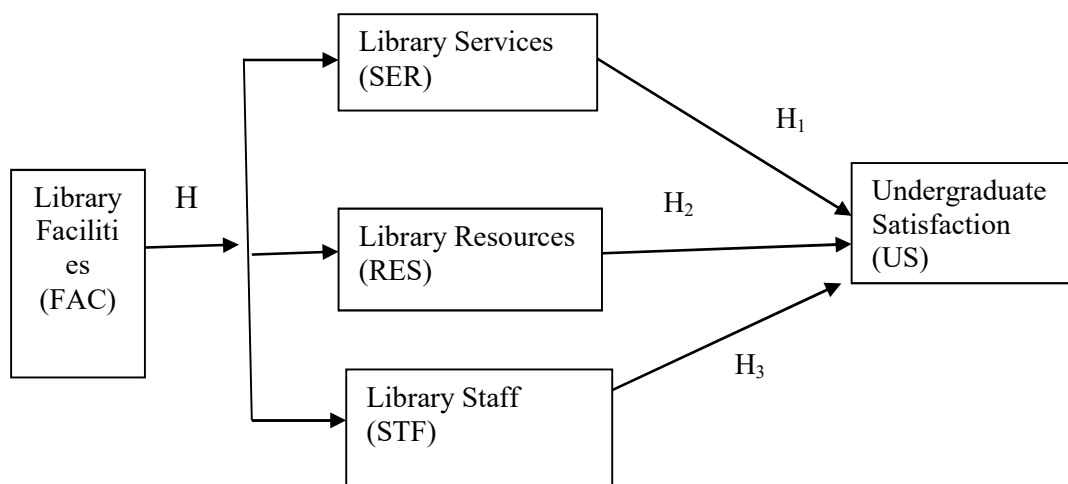 Library Services
(SER)
H₁
Library
Faciliti
es
(FAC)
H
Library Resources
(RES)
H₂
Undergraduate
Satisfaction
(US)
Library Staff
(STF)
H₃